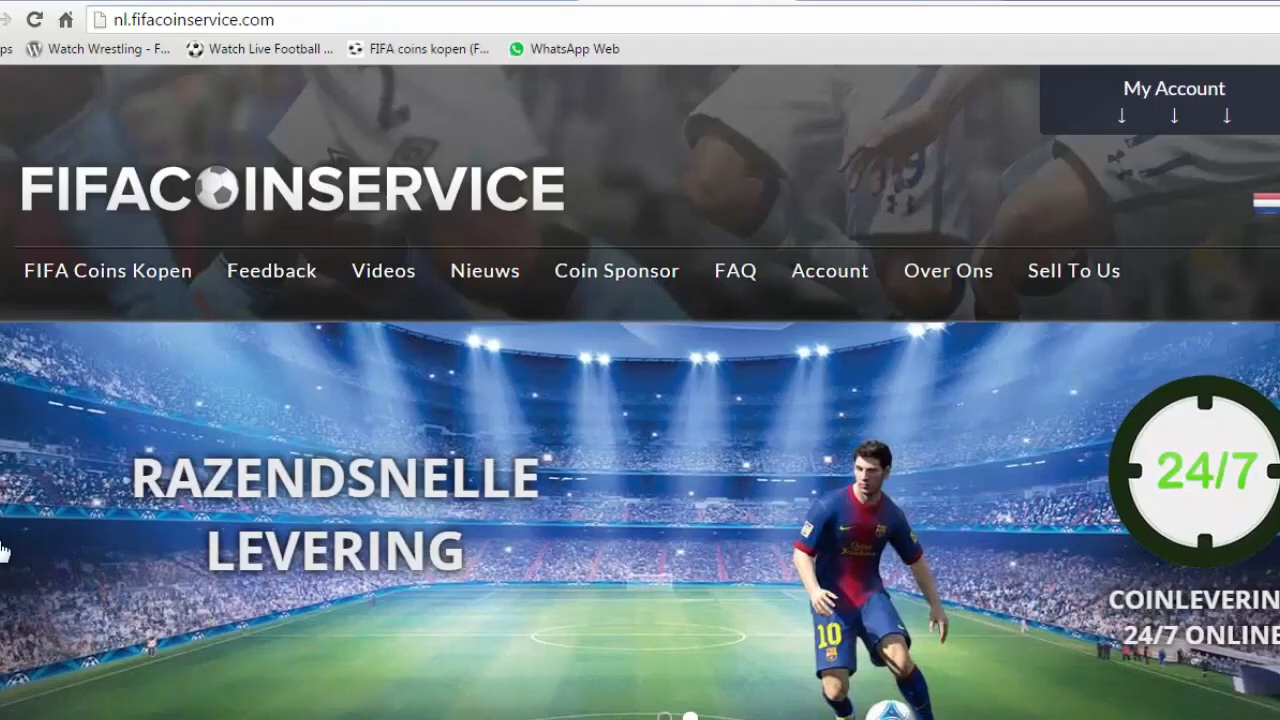 nl.fifacoinservice.com
ps Watch Wrestling - F... Watch Live Football ... FIFA coins kopen (F... WhatsApp Web
My Account
↓ ↓ ↓
FIFACOINSERVICE
FIFA Coins Kopen Feedback Videos Nieuws Coin Sponsor FAQ Account Over Ons Sell To Us
RAZENDSNELLE
LEVERING
24/7
COINLEVERIN
24/7 ONLINE
10